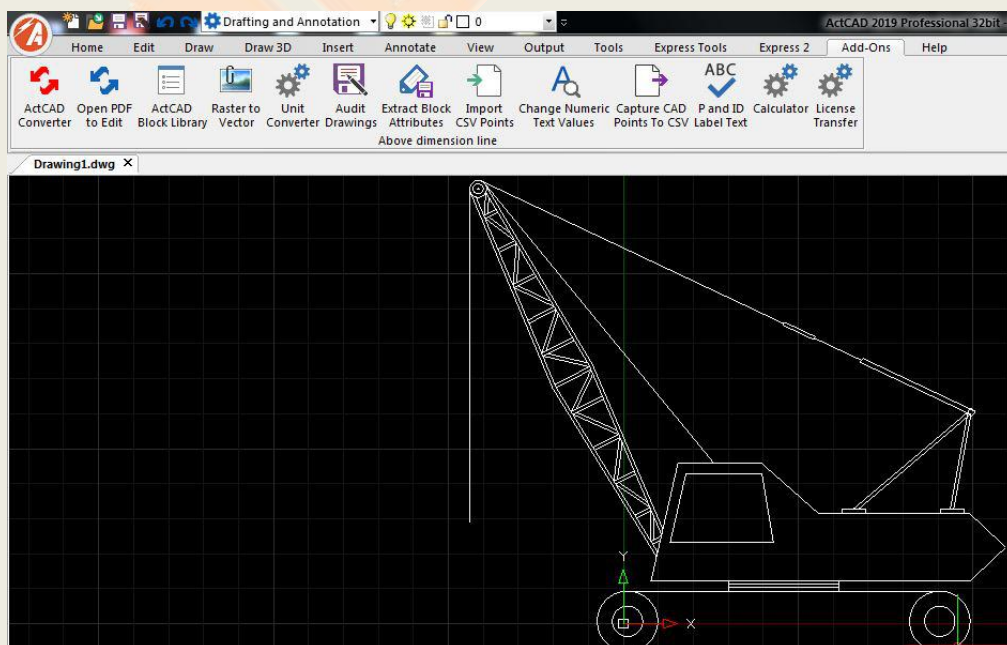 Drafting and Annotation 0 ActCAD 2019 Professional 32bit
Home Edit Draw Draw 3D Insert Annotate View Output Tools Express Tools Express 2 Add-Ons Help
ActCAD Open PDF ActCAD Raster to Unit Audit Extract Block Import Change Numeric Capture CAD P and ID Calculator License
Converter to Edit Block Library Vector Converter Drawings Attributes CSV Points Text Values Points To CSV Label Text Transfer
ABC
Above dimension line
Drawing1.dwg
Y
X